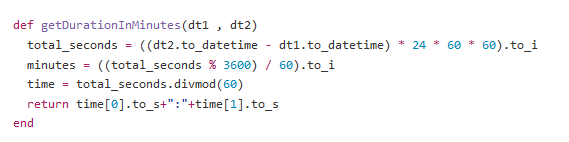 def getDurationInMinutes(dt1 , dt2)
  total_seconds = ((dt2.to_datetime - dt1.to_datetime) * 24 * 60 * 60).to_i
  minutes = ((total_seconds % 3600) / 60).to_i
  time = total_seconds.divmod(60)
  return time[0].to_s+":"+time[1].to_s
end